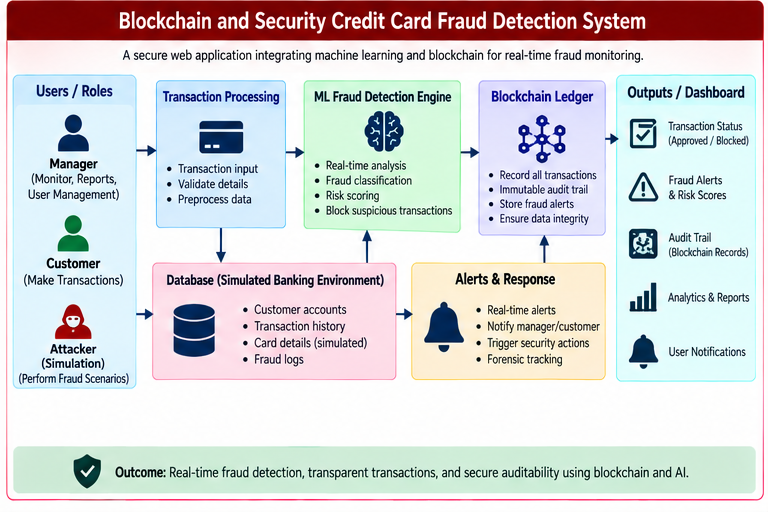 Blockchain and Security Credit Card Fraud Detection System
A secure web application integrating machine learning and blockchain for real-time fraud monitoring.
Users / Roles
Manager
(Monitor, Reports,
User Management)
Customer
(Make Transactions)
Attacker
(Simulation)
(Perform Fraud Scenarios)
Transaction Processing
• Transaction input
• Validate details
• Preprocess data
ML Fraud Detection Engine
• Real-time analysis
• Fraud classification
• Risk scoring
• Block suspicious transactions
Blockchain Ledger
• Record all transactions
• Immutable audit trail
• Store fraud alerts
• Ensure data integrity
Database (Simulated Banking Environment)
• Customer accounts
• Transaction history
• Card details (simulated)
• Fraud logs
Alerts & Response
• Real-time alerts
• Notify manager/customer
• Trigger security actions
• Forensic tracking
Outputs / Dashboard
Transaction Status
(Approved / Blocked)
Fraud Alerts
& Risk Scores
Audit Trail
(Blockchain Records)
Analytics & Reports
User Notifications
Outcome: Real-time fraud detection, transparent transactions, and secure auditability using blockchain and AI.